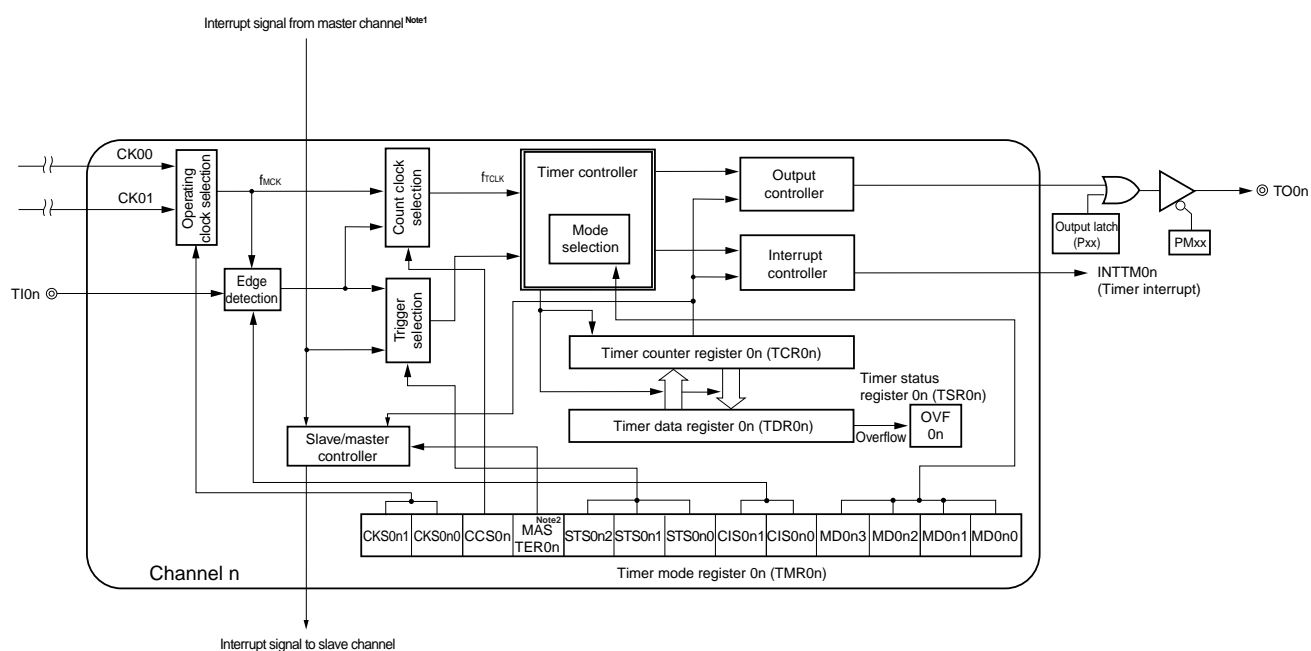 Interrupt signal from master channel Note1
CK00
CK01
Operating
clock selection
fMCK
Count clock
selection
fTCLK
Timer controller
Mode
selection
Output
controller
Interrupt
controller
TO0n
Output latch
(Pxx)
PMxx
INTTM0n
(Timer interrupt)
TI0n
Edge
detection
Trigger
selection
Timer counter register 0n (TCR0n)
Timer status
register 0n (TSR0n)
Timer data register 0n (TDR0n)
Overflow
OVF
0n
Slave/master
controller
CKS0n1 CKS0n0 CCS0n MAS Note2 TER0n STS0n2 STS0n1 STS0n0 CIS0n1 CIS0n0 MD0n3 MD0n2 MD0n1 MD0n0
Channel n
Timer mode register 0n (TMR0n)
Interrupt signal to slave channel